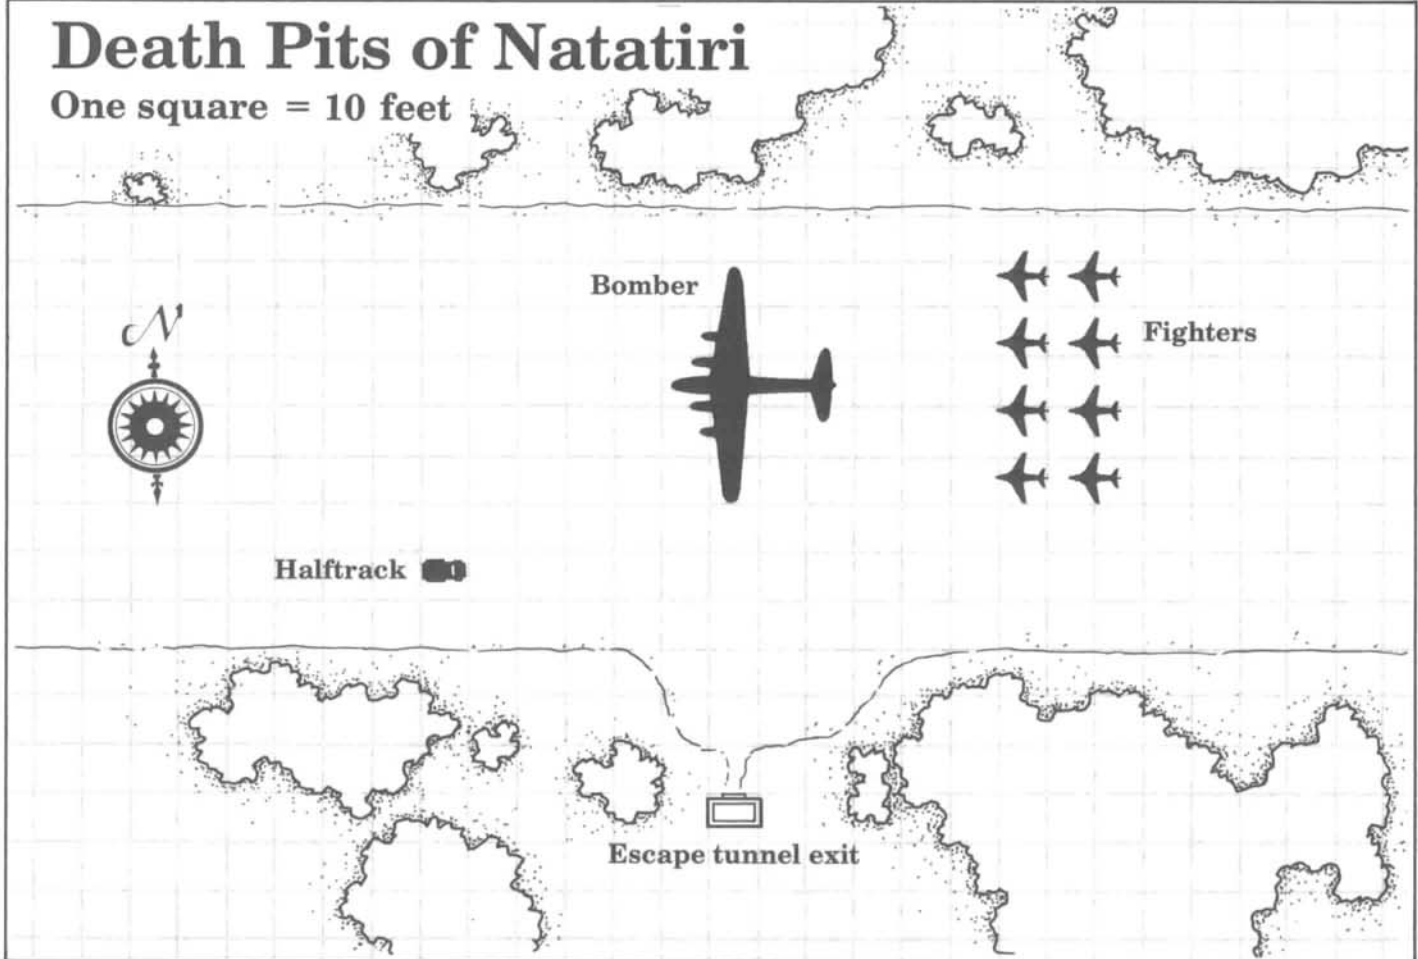 Death Pits of Natatiri
One square = 10 feet
Bomber
N
Fighters
Halftrack
Escape tunnel exit